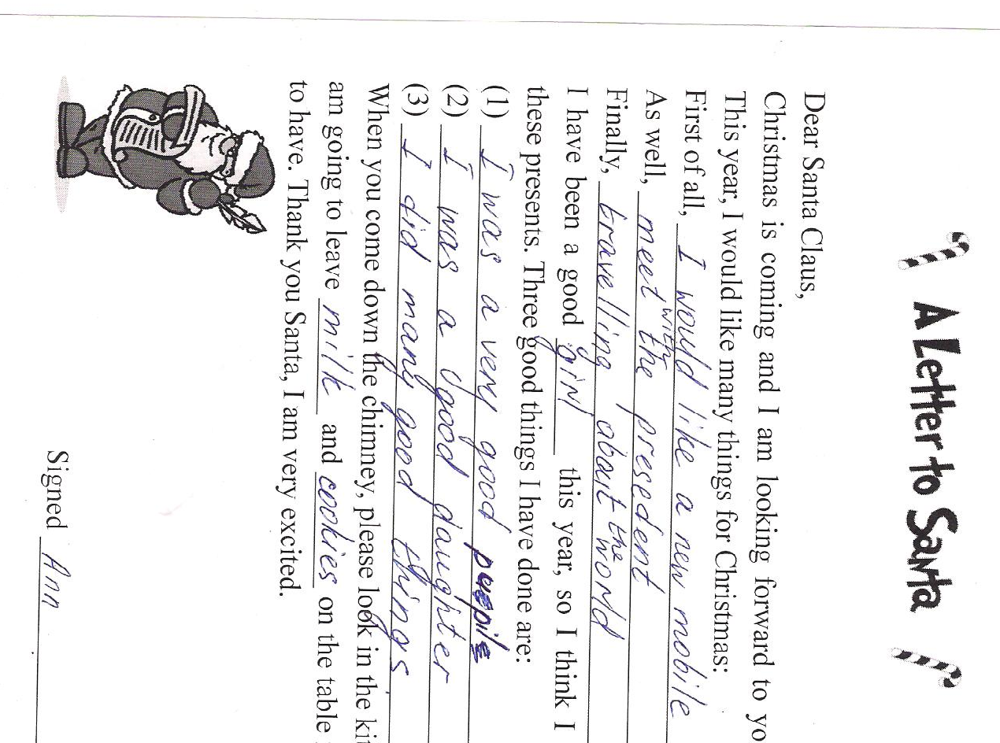 A Letter to Santa
Dear Santa Claus,
Christmas is coming and I am looking forward to yo
This year, I would like many things for Christmas:
First of all, I would like a new mobile
As well, meet with the presedent
Finally, travelling about the world
I have been a good girl this year, so I think I
these presents. Three good things I have done are:
(1) I was a very good
(2) I was a good daughter
(3) I did many good things
When you come down the chimney, please look in the kit
am going to leave milk and cookies on the table
to have. Thank you Santa, I am very excited.
Signed Ann